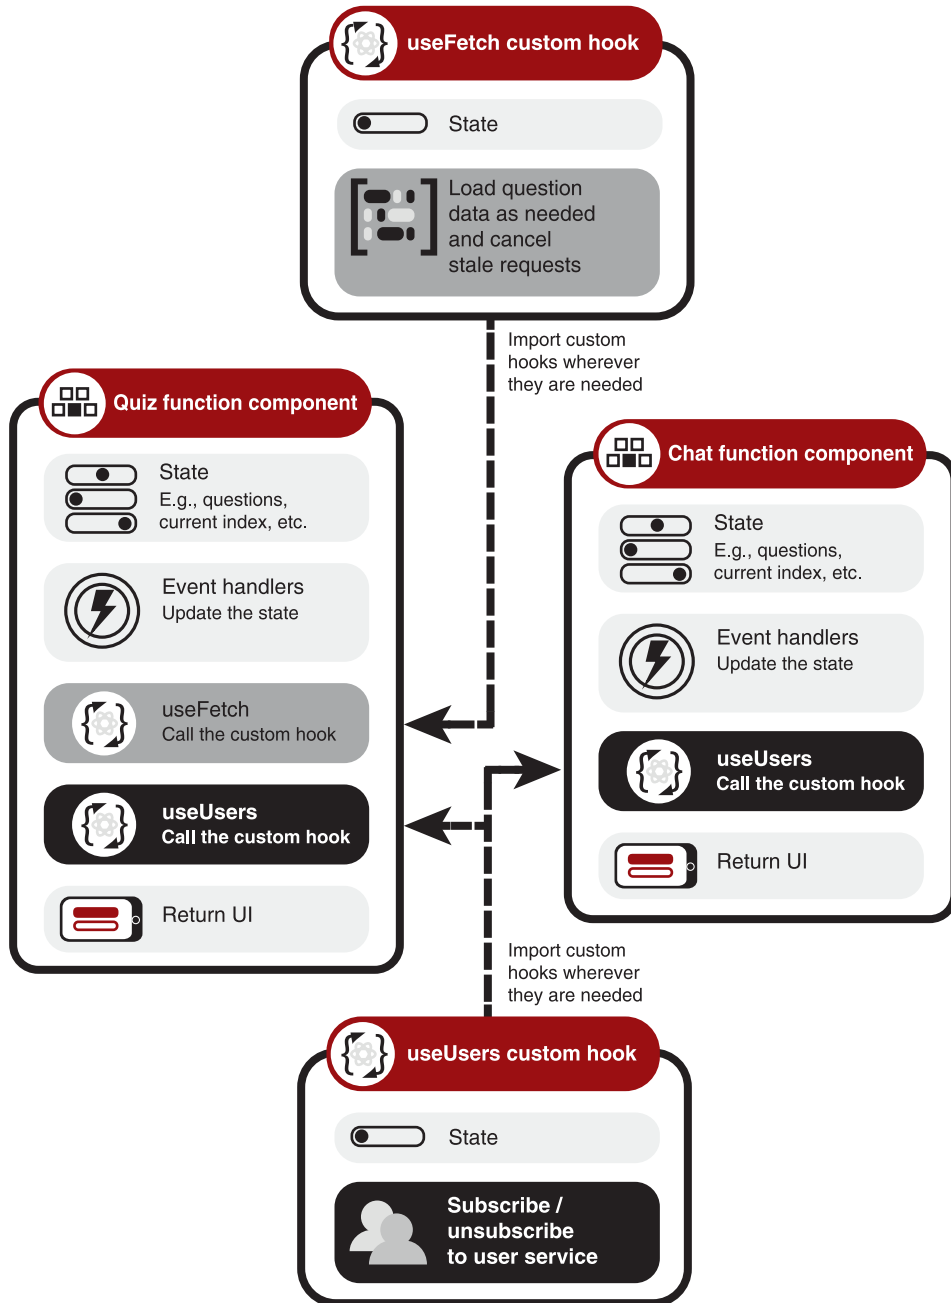 useFetch custom hook
State
Load question
data as needed
and cancel
stale requests
Import custom
hooks wherever
they are needed
Quiz function component
State
E.g., questions,
current index, etc.
Event handlers
Update the state
useFetch
Call the custom hook
useUsers
Call the custom hook
Return UI
Chat function component
State
E.g., questions,
current index, etc.
Event handlers
Update the state
useUsers
Call the custom hook
Return UI
Import custom
hooks wherever
they are needed
useUsers custom hook
State
Subscribe /
unsubscribe
to user service